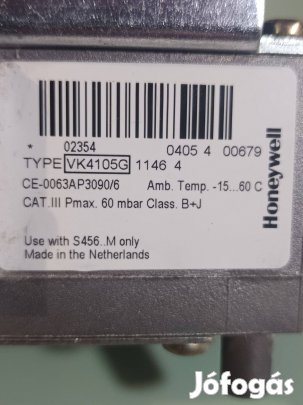 * 02354 0405 4 00679
TYPE VK4105G 1146 4
CE-0063AP3090/6 Amb. Temp. -15...60 C
CAT.III Pmax. 60 mbar Class. B+J
Use with S456..M only
Made in the Netherlands
Honeywell
Jófogás